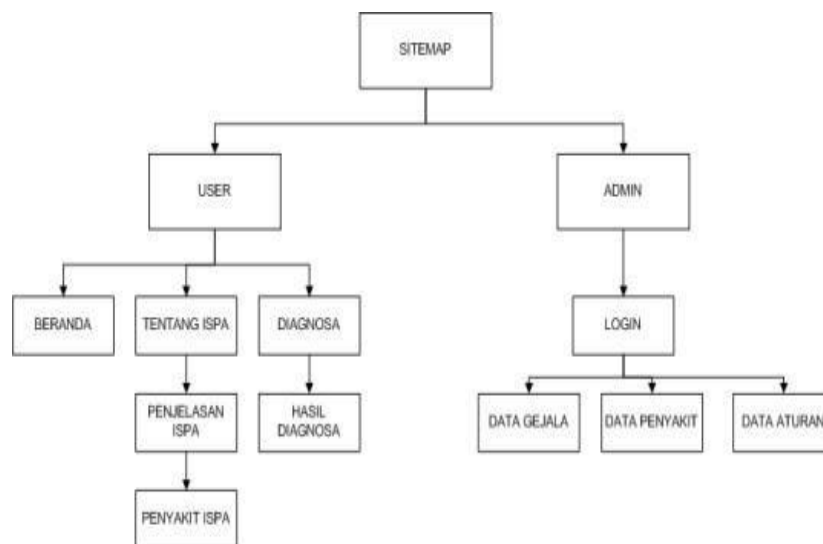 SITEMAP
USER
ADMIN
BERANDA
TENTANG ISPA
DIAGNOSA
LOGIN
PENJELASAN
ISPA
HASIL
DIAGNOSA
DATA GEJALA
DATA PENYAKIT
DATA ATURAN
PENYAKIT ISPA